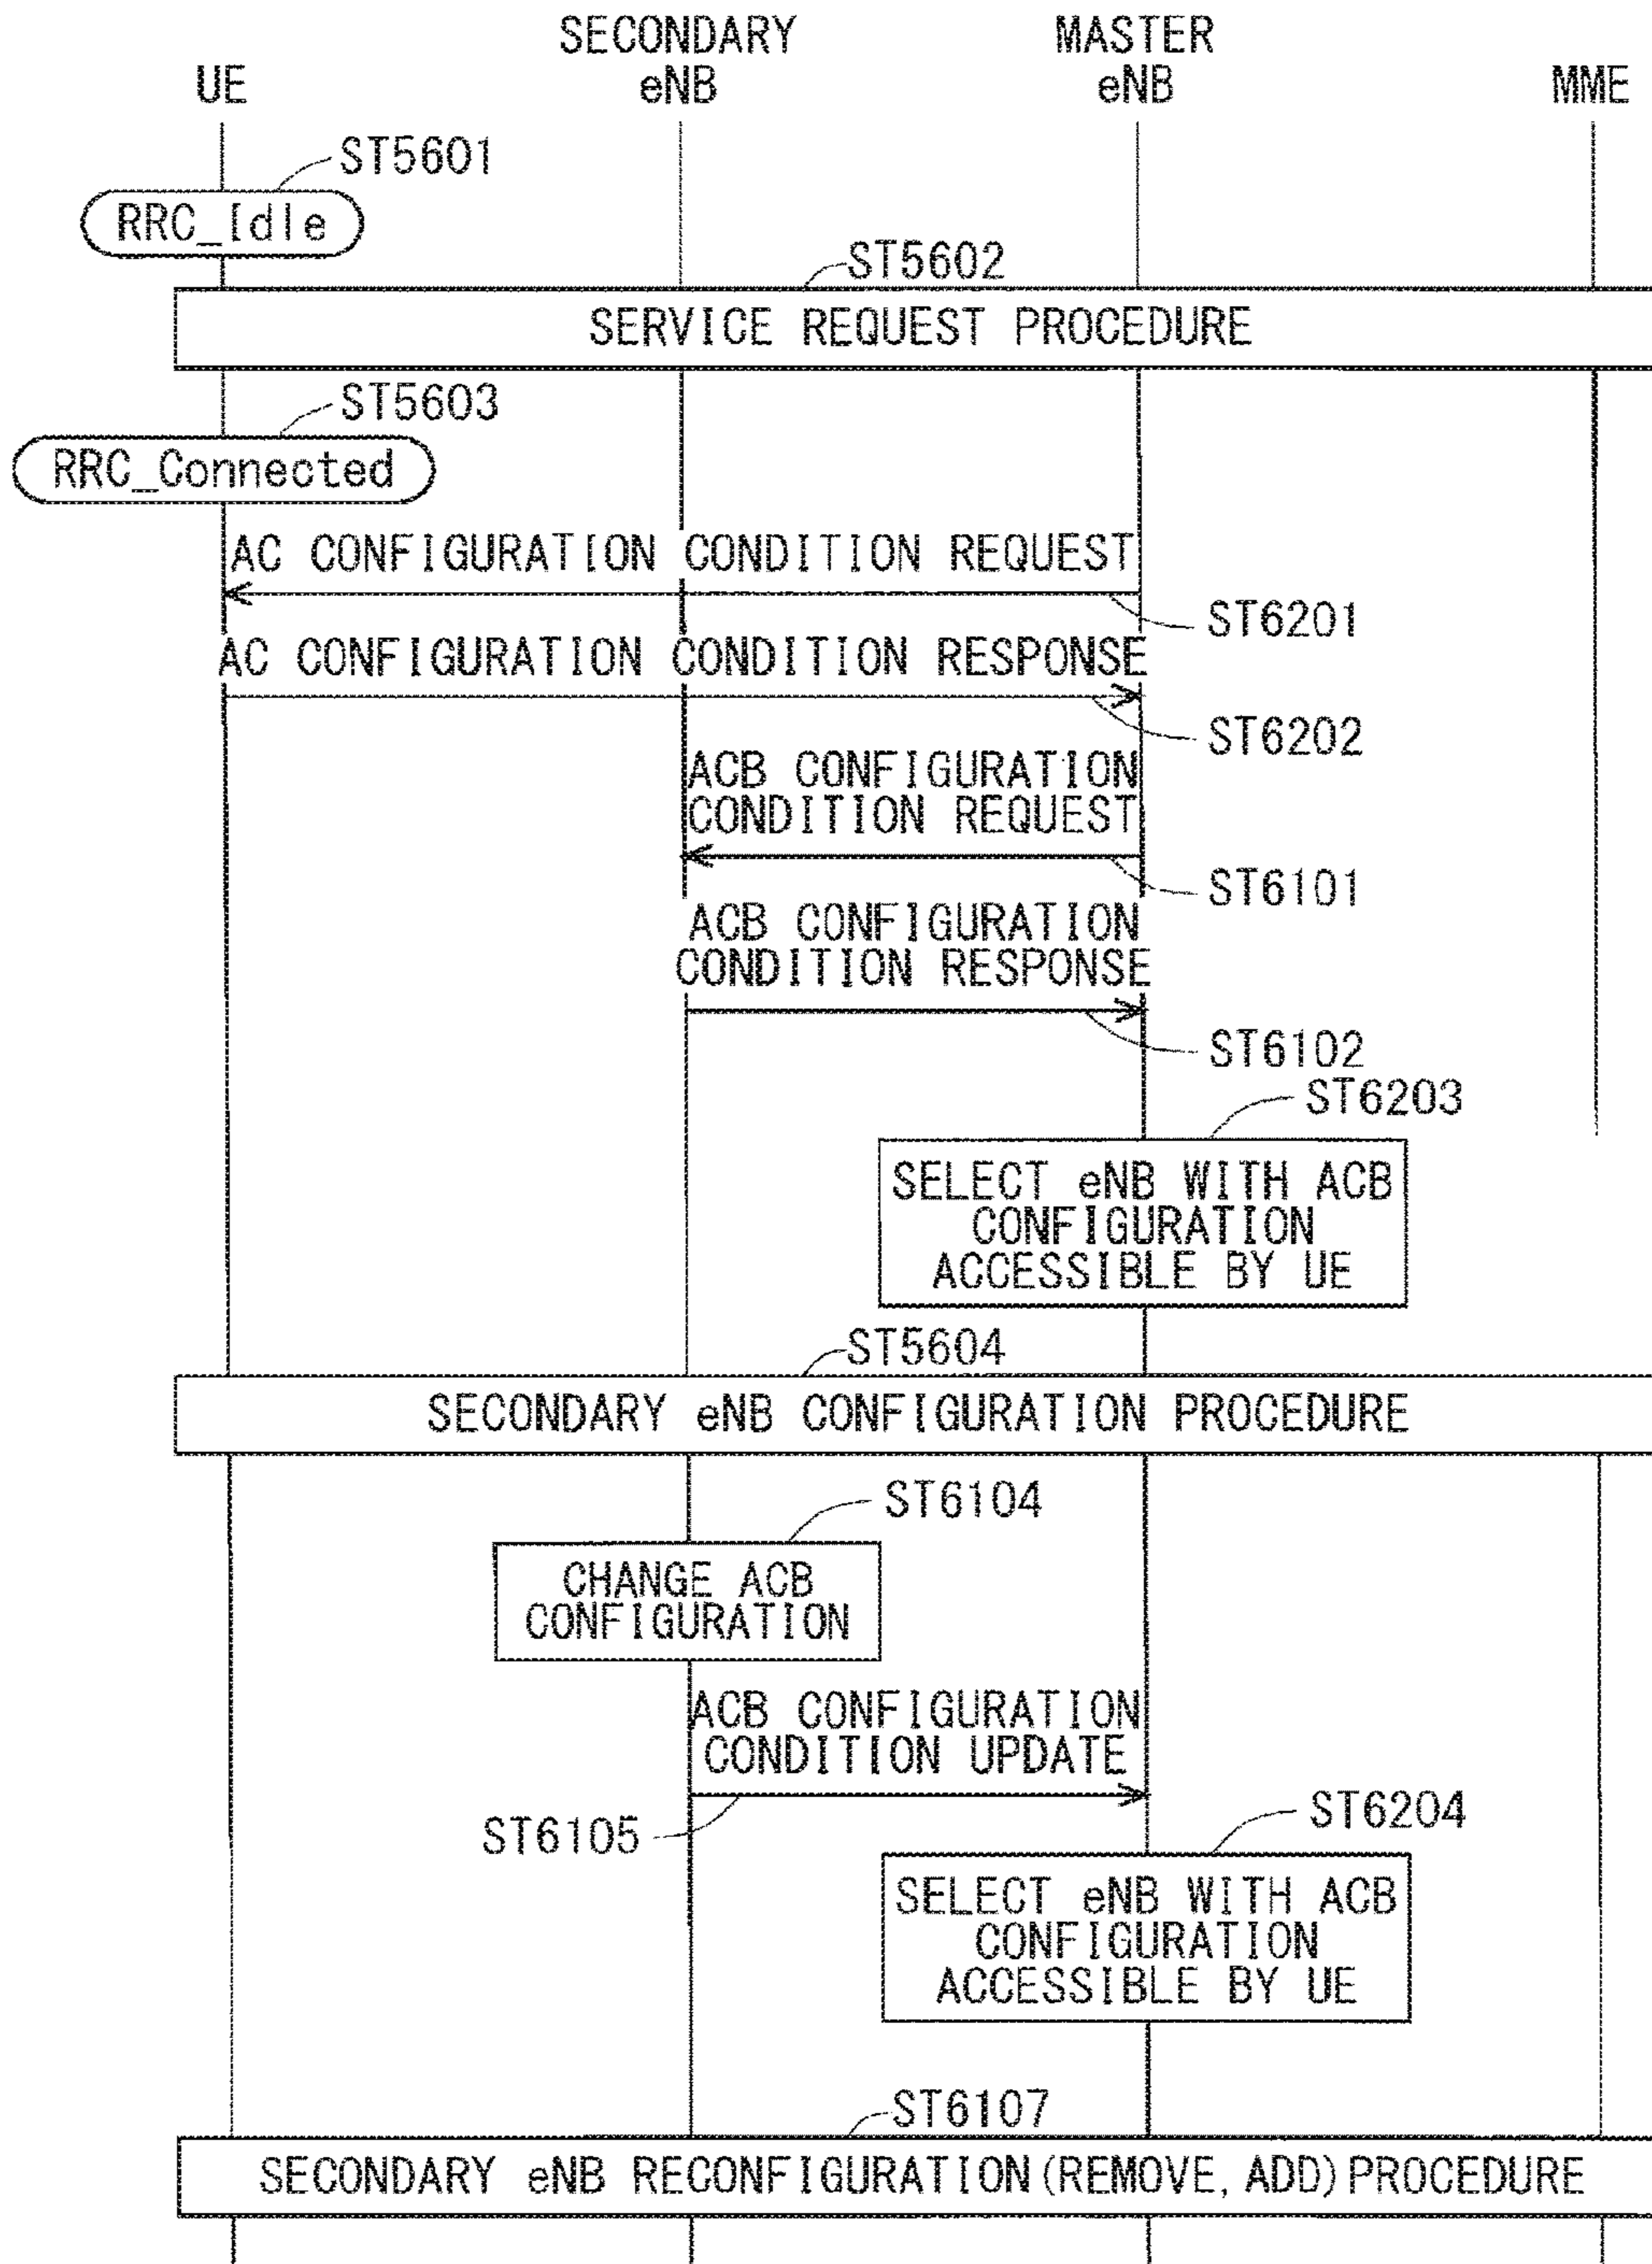 SECONDARY
eNB
MASTER
eNB
UE
MME
ST5601
RRC_Idle
ST5602
SERVICE REQUEST PROCEDURE
ST5603
RRC_Connected
AC CONFIGURATION CONDITION REQUEST
ST6201
AC CONFIGURATION CONDITION RESPONSE
ST6202
ACB CONFIGURATION
CONDITION REQUEST
ST6101
ACB CONFIGURATION
CONDITION RESPONSE
ST6102
ST6203
SELECT eNB WITH ACB
CONFIGURATION
ACCESSIBLE BY UE
ST5604
SECONDARY eNB CONFIGURATION PROCEDURE
ST6104
CHANGE ACB
CONFIGURATION
ACB CONFIGURATION
CONDITION UPDATE
ST6105
ST6204
SELECT eNB WITH ACB
CONFIGURATION
ACCESSIBLE BY UE
ST6107
SECONDARY eNB RECONFIGURATION (REMOVE, ADD) PROCEDURE